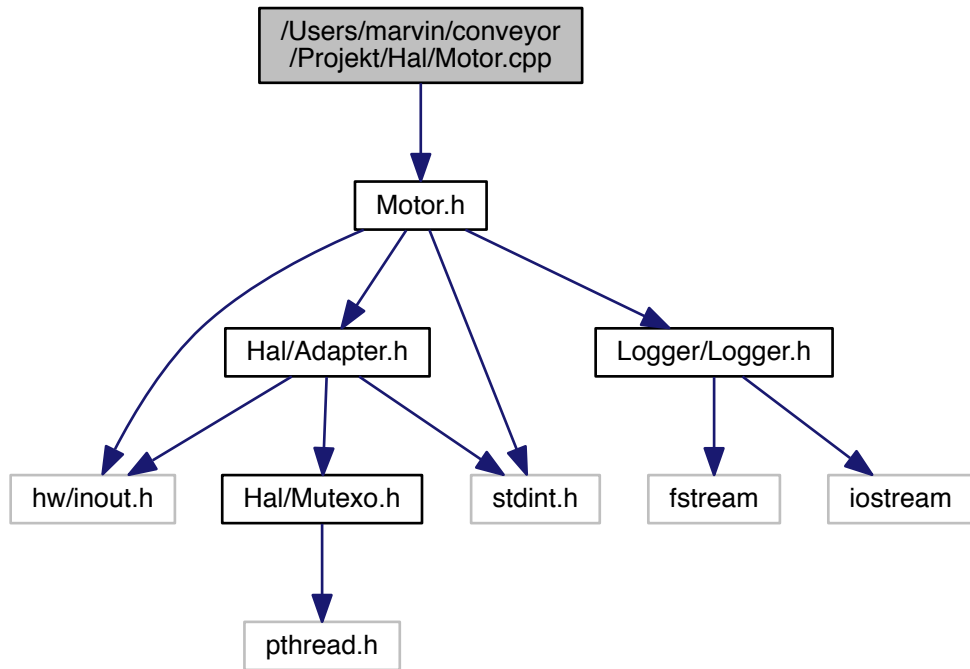 /Users/marvin/conveyor
/Projekt/Hal/Motor.cpp
Motor.h
Hal/Adapter.h
Logger/Logger.h
hw/inout.h
Hal/Mutexo.h
stdint.h
fstream
iostream
pthread.h